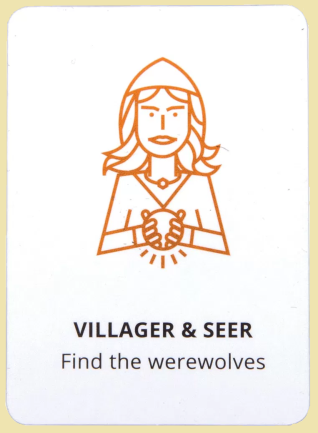 VILLAGER & SEER
Find the werewolves